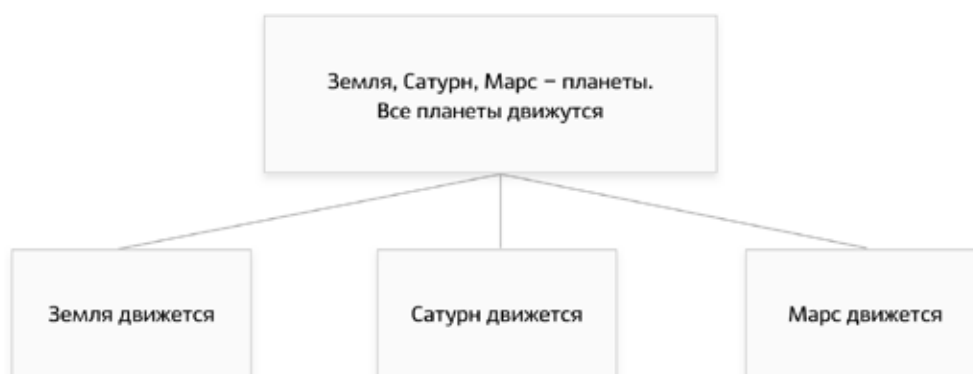 Земля, Сатурн, Марс – планеты.
Все планеты движутся
Земля движется
Сатурн движется
Марс движется